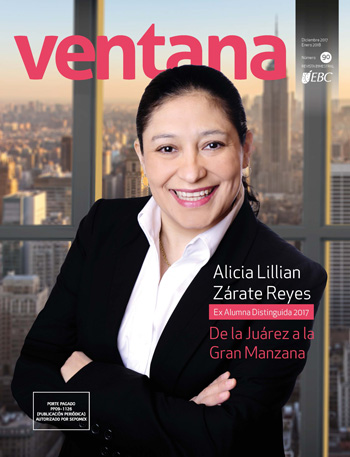 ventana
Diciembre 2017
Enero 2018
Número 90
EBC
Alicia Lillian
Zárate Reyes
Ex Alumna Distinguida 2017
De la Juárez a la
Gran Manzana
PORTE PAGADO
PP09-1126
(PUBLICACIÓN PERIÓDICA)
AUTORIZADO POR SEPOMEX